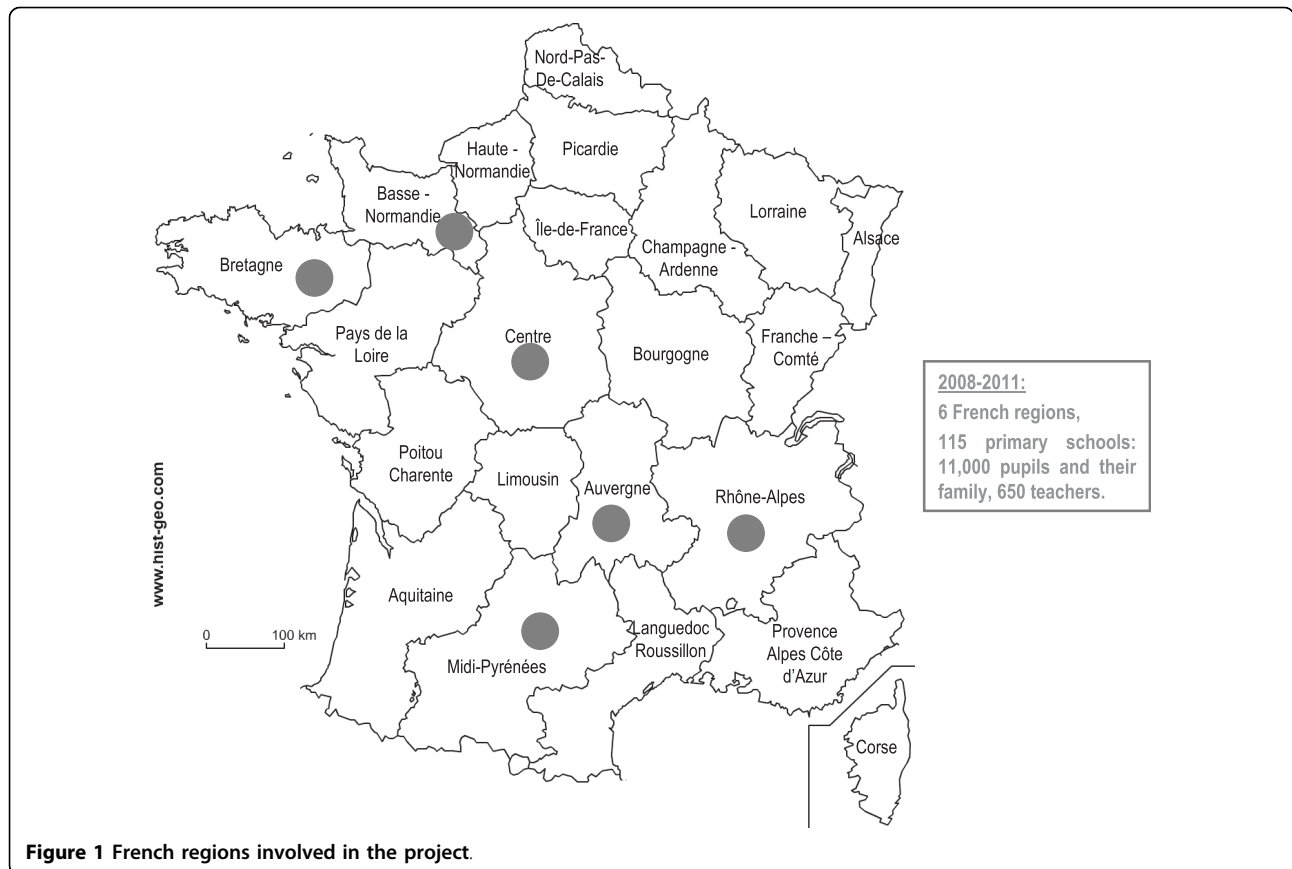 Nord-Pas-
De-Calais
Haute -
Normandie
Picardie
Basse -
Normandie
Île-de-France
Lorraine
Alsace
Champagne -
Ardenne
Bretagne
Pays de la
Loire
Centre
Bourgogne
Franche –
Comté
2008-2011:
6 French regions,
115 primary schools:
11,000 pupils and their
family, 650 teachers.
Poitou
Charente
Limousin
Auvergne
Rhône-Alpes
www.hist-geo.com
Aquitaine
0 100 km
Midi-Pyrénées
Languedoc
Roussillon
Provence
Alpes Côte
d'Azur
Corse
Figure 1 French regions involved in the project.